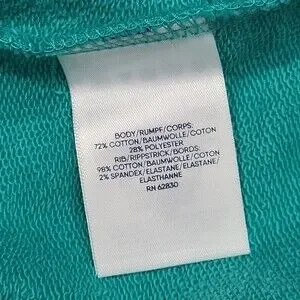 BODY/RUMPF/CORPS:
72% COTTON/BAUMWOLLE/COTON
28% POLYESTER
RIB/RIPPSTRICK/BORDS:
98% COTTON/BAUMWOLLE/COTON
2% SPANDEX/ELASTANE/ELASTANE/
ELASTHANNE
RN 62830